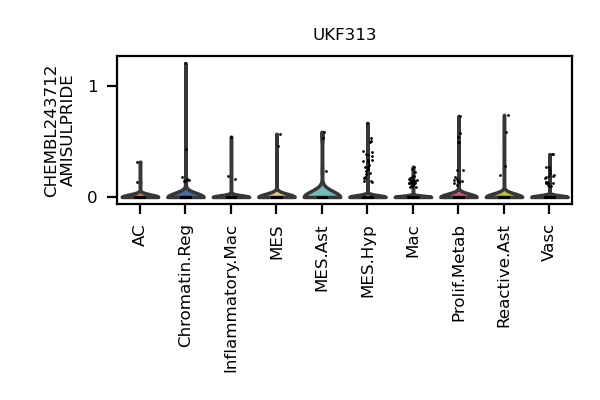 UKF313
CHEMBL243712
AMISULPRIDE
1
0
AC
Chromatin.Reg
Inflammatory.Mac
MES
MES.Ast
MES.Hyp
Mac
Prolif.Metab
Reactive.Ast
Vasc